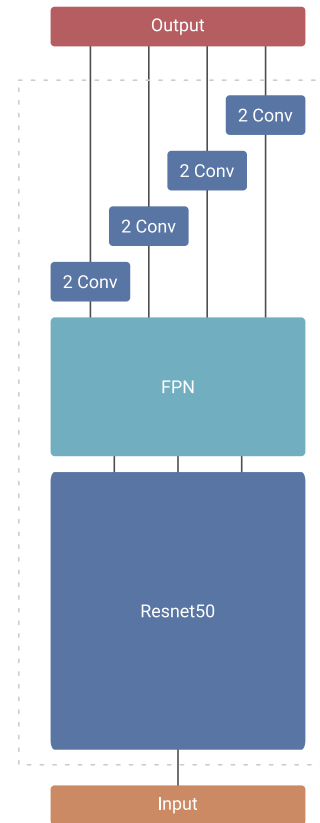 Output
2 Conv
2 Conv
2 Conv
2 Conv
FPN
Resnet50
Input